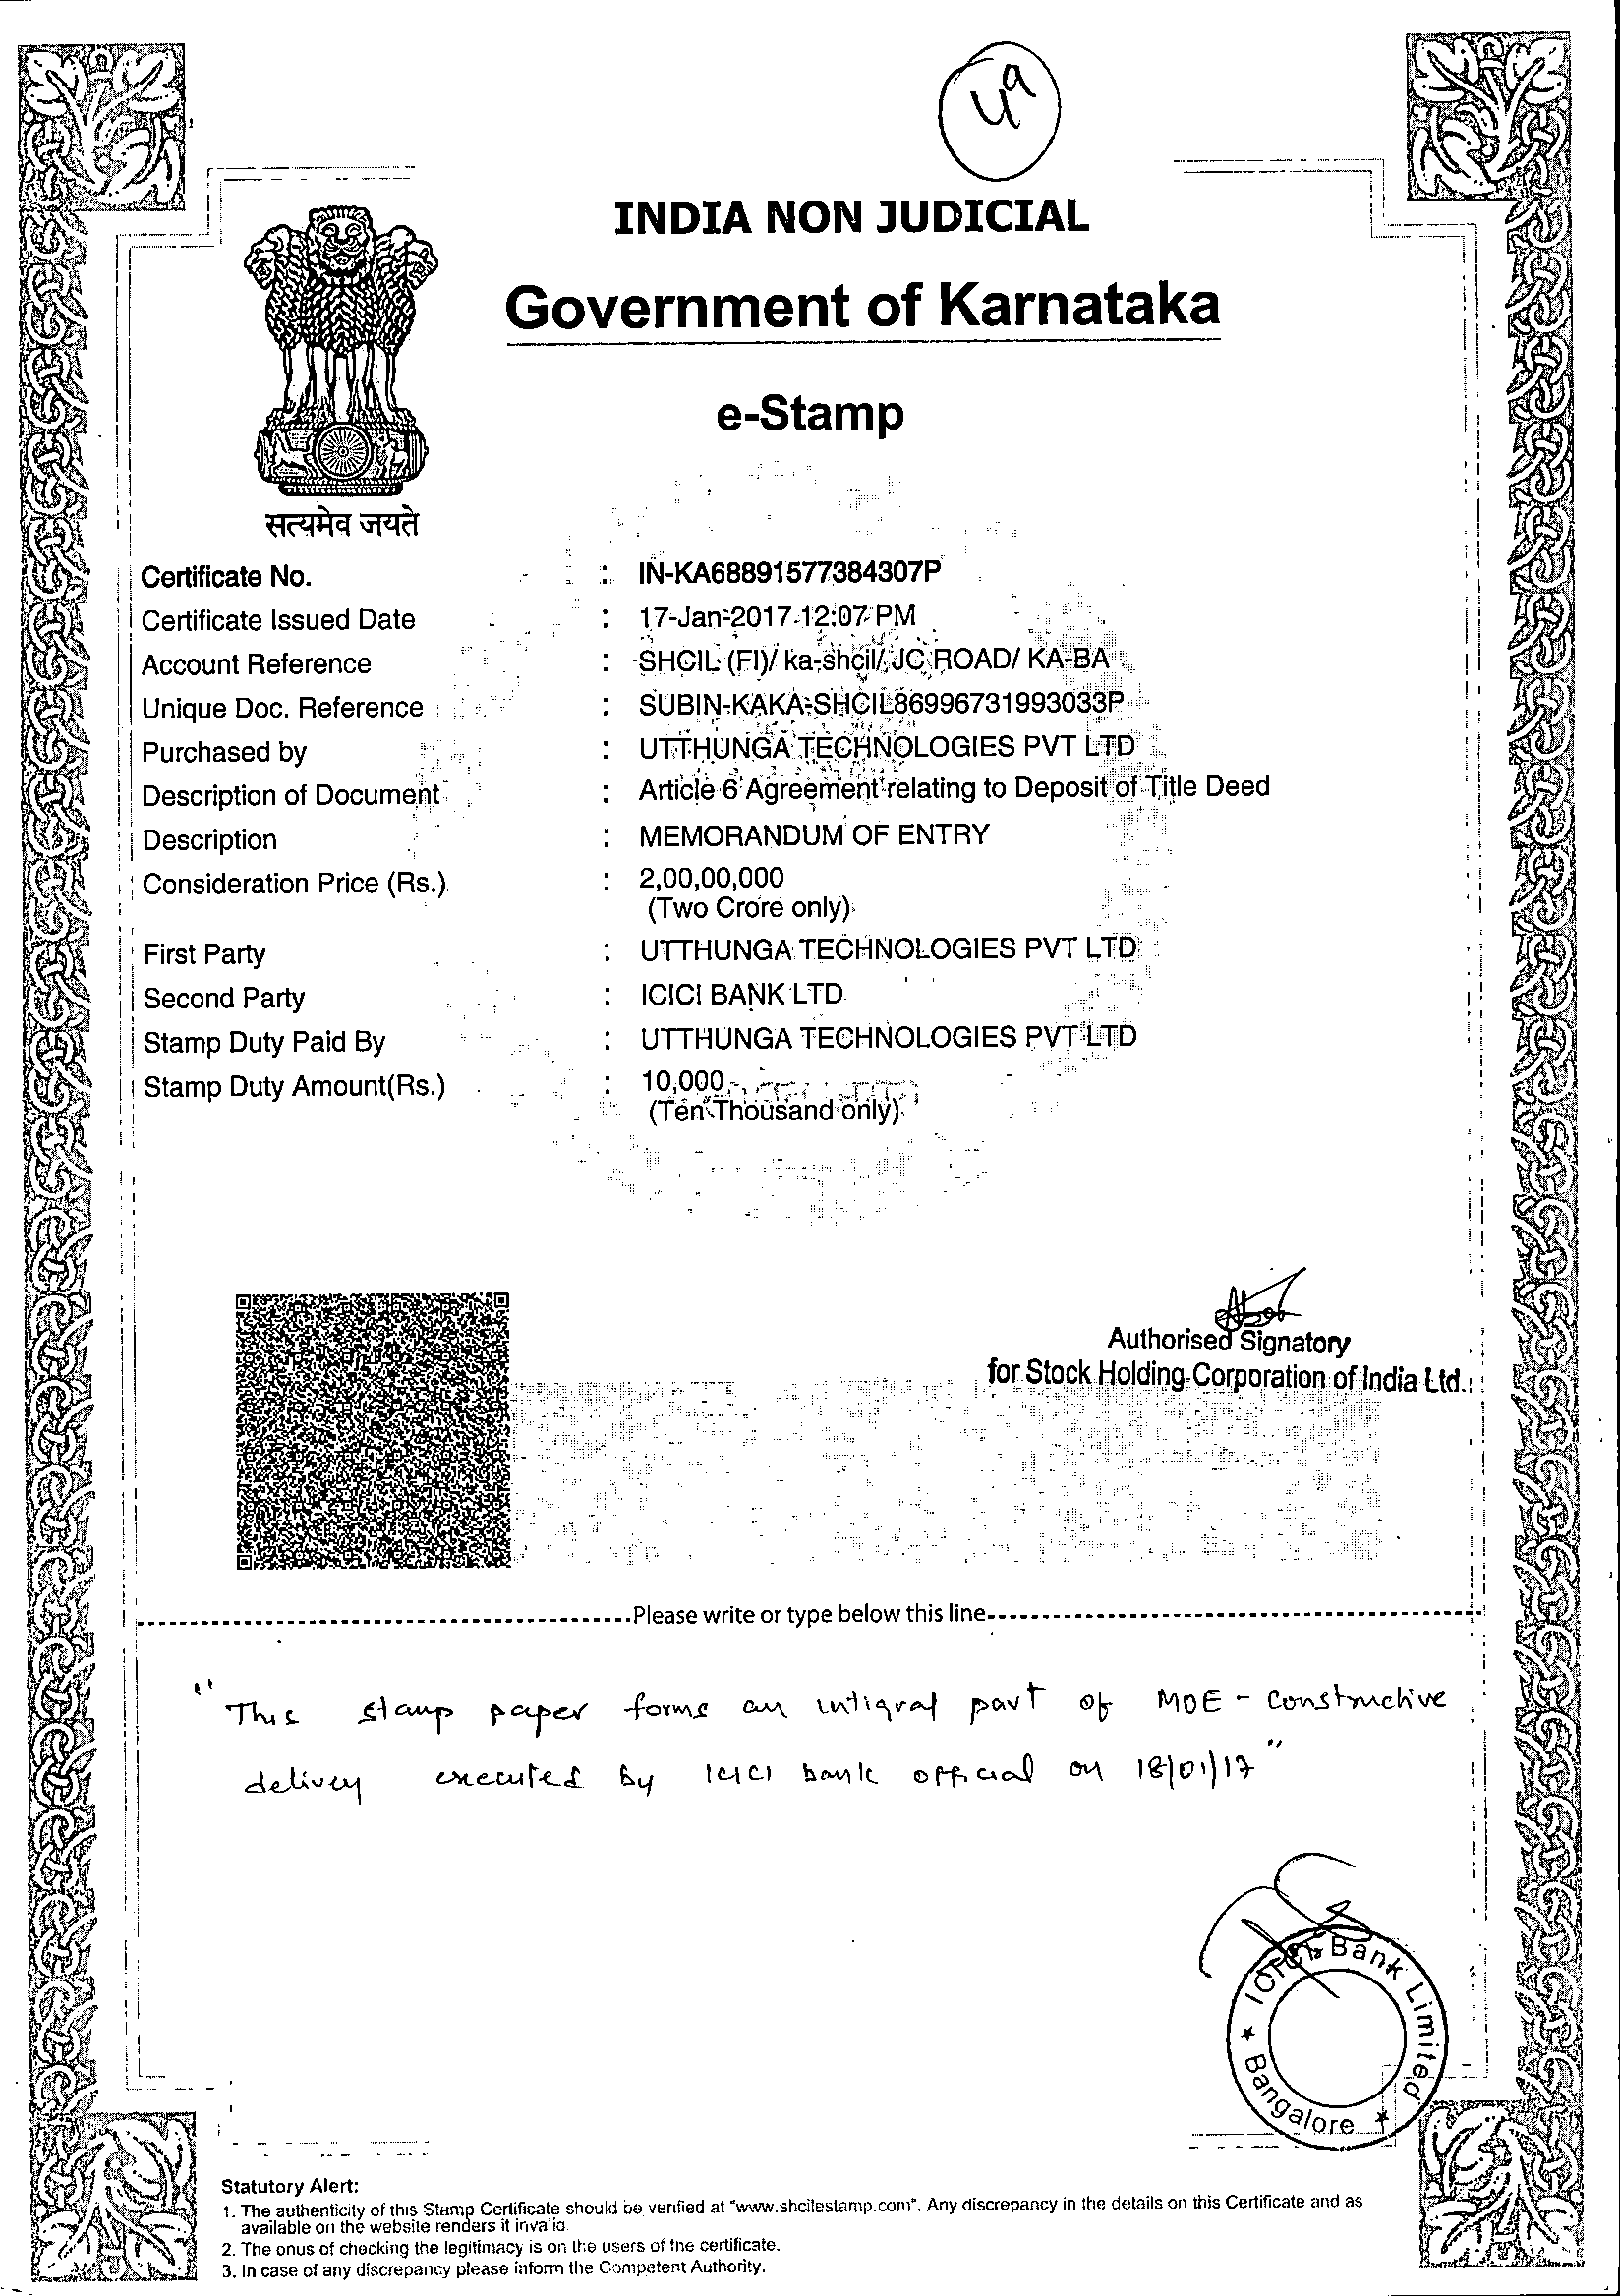 49
INDIA NON JUDICIAL
Government of Karnataka
e-Stamp
सत्यमेव जयते
Certificate No. : IN-KA68891577384307P
Certificate Issued Date : 17-Jan-2017 12:07 PM
Account Reference : SHCIL (FI)/ ka-shcil/ JC ROAD/ KA-BA
Unique Doc. Reference : SUBIN-KAKA-SHCIL86996731993033P
Purchased by : UTTHUNGA TECHNOLOGIES PVT LTD
Description of Document : Article 6 Agreement relating to Deposit of Title Deed
Description : MEMORANDUM OF ENTRY
Consideration Price (Rs.) : 2,00,00,000
(Two Crore only)
First Party : UTTHUNGA TECHNOLOGIES PVT LTD
Second Party : ICICI BANK LTD
Stamp Duty Paid By : UTTHUNGA TECHNOLOGIES PVT LTD
Stamp Duty Amount(Rs.) : 10,000
(Ten Thousand only)
Authorised Signatory
for Stock Holding Corporation of India Ltd.
Please write or type below this line
"This stamp paper forms an intigral part of MOE - Constructive
delivey executed by ICICI bank official on 18/01/17"
ICICI Bank Limited
Bangalore
Statutory Alert:
1. The authenticity of this Stamp Certificate should be verified at "www.shcilestamp.com". Any discrepancy in the details on this Certificate and as
available on the website renders it invalid.
2. The onus of checking the legitimacy is on the users of the certificate.
3. In case of any discrepancy please inform the Competent Authority.